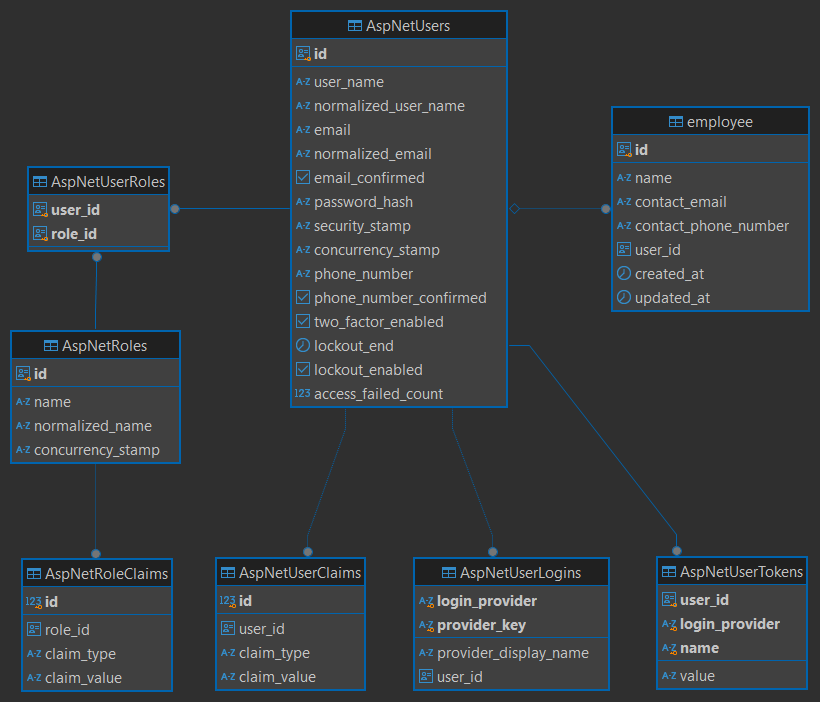 AspNetUsers
id
A-Z user_name
A-Z normalized_user_name
A-Z email
A-Z normalized_email
email_confirmed
A-Z password_hash
A-Z security_stamp
A-Z concurrency_stamp
A-Z phone_number
phone_number_confirmed
two_factor_enabled
lockout_end
lockout_enabled
123 access_failed_count
employee
id
A-Z name
A-Z contact_email
A-Z contact_phone_number
user_id
created_at
updated_at
AspNetUserRoles
user_id
role_id
AspNetRoles
id
A-Z name
A-Z normalized_name
A-Z concurrency_stamp
AspNetRoleClaims
123 id
role_id
A-Z claim_type
A-Z claim_value
AspNetUserClaims
123 id
user_id
A-Z claim_type
A-Z claim_value
AspNetUserLogins
A-Z login_provider
A-Z provider_key
A-Z provider_display_name
user_id
AspNetUserTokens
user_id
A-Z login_provider
A-Z name
A-Z value